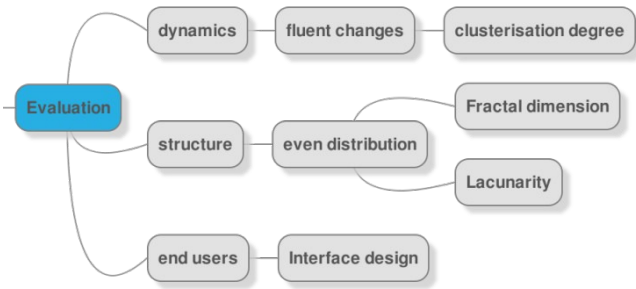 Evaluation
dynamics
fluent changes
clusterisation degree
structure
even distribution
Fractal dimension
Lacunarity
end users
Interface design